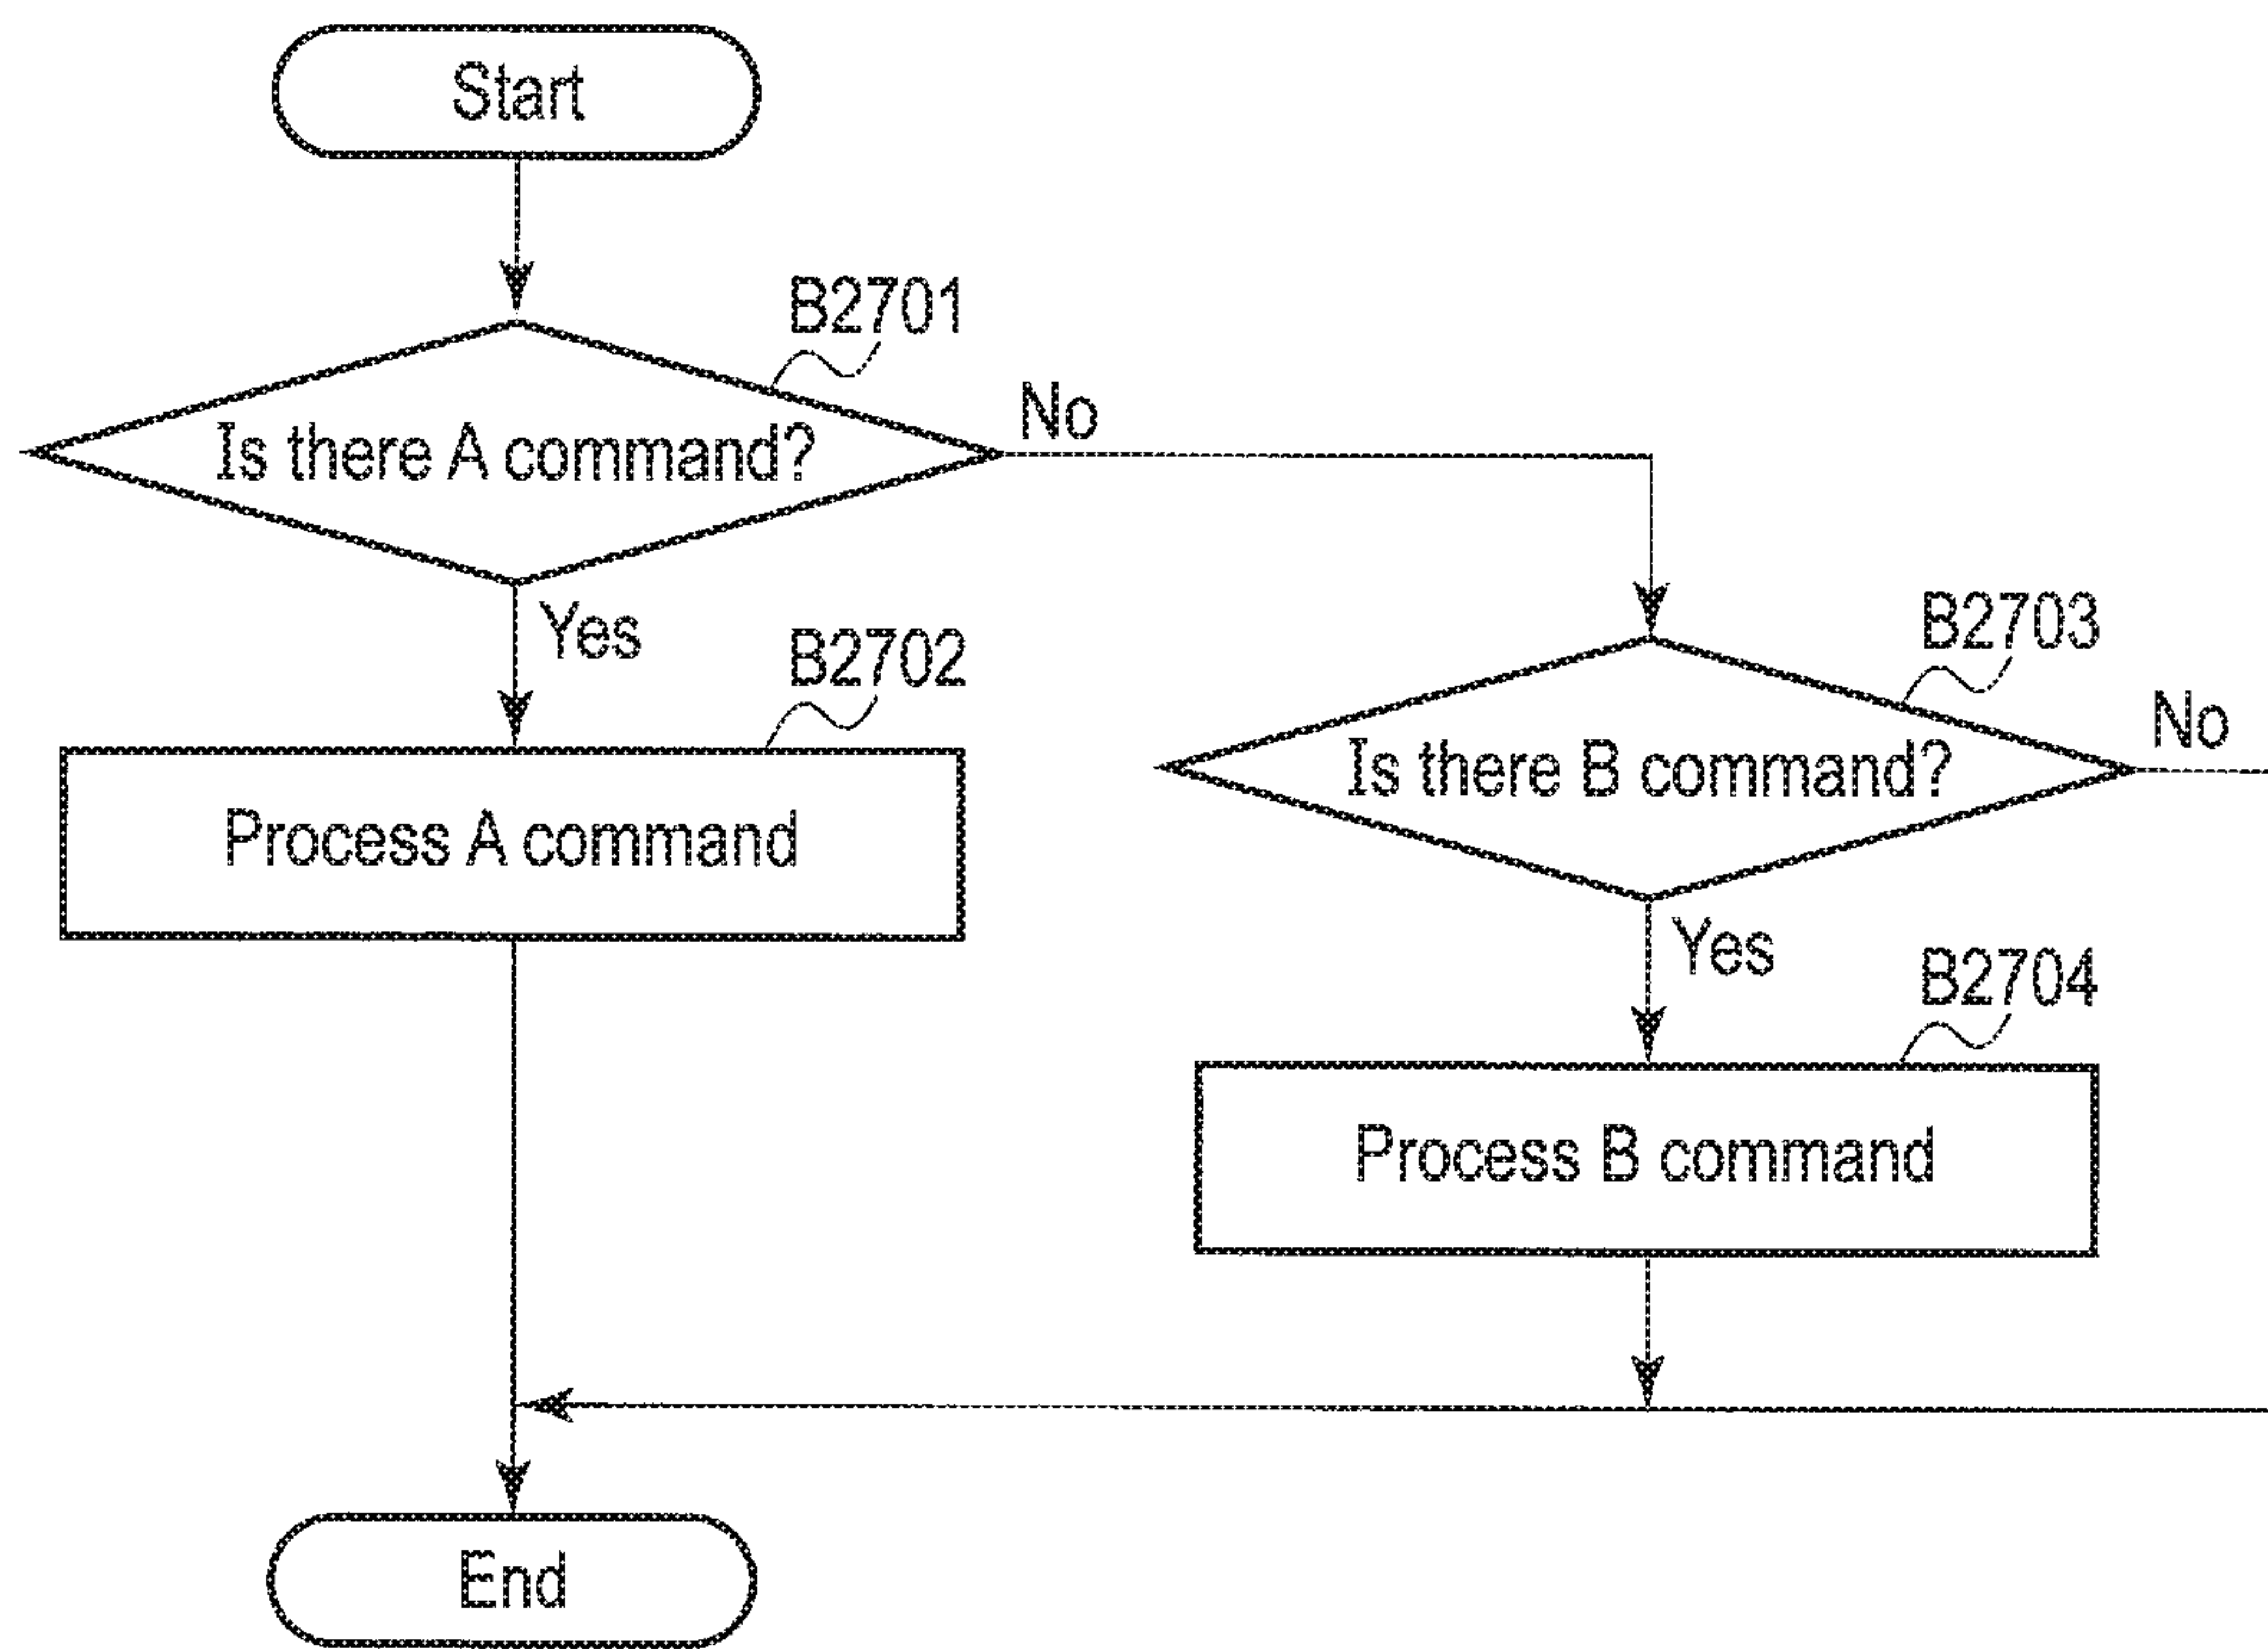 Start
B2701
Is there A command?
No
Yes
B2702
Process A command
B2703
Is there B command?
No
Yes
B2704
Process B command
End